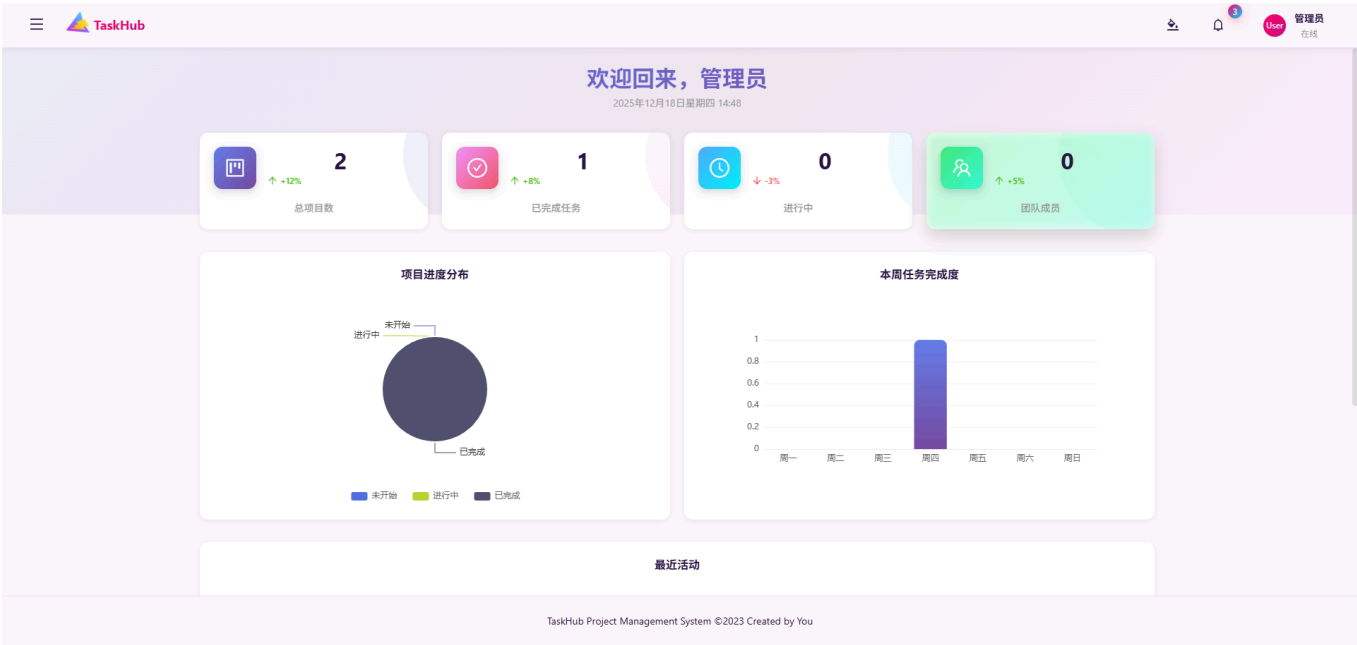 TaskHub
3
User
管理员
在线
欢迎回来，管理员
2025年12月18日星期四 14:48
2
+12%
总项目数
1
+8%
已完成任务
0
-3%
进行中
0
+5%
团队成员
项目进度分布
未开始
进行中
已完成
未开始 进行中 已完成
本周任务完成度
1
0.8
0.6
0.4
0.2
0
周一 周二 周三 周四 周五 周六 周日
最近活动
TaskHub Project Management System ©2023 Created by You